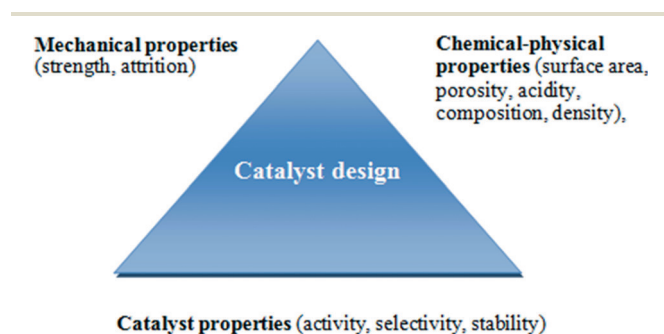 Mechanical properties
(strength, attrition)
Chemical-physical
properties (surface area,
porosity, acidity,
composition, density),
Catalyst design
Catalyst properties (activity, selectivity, stability)